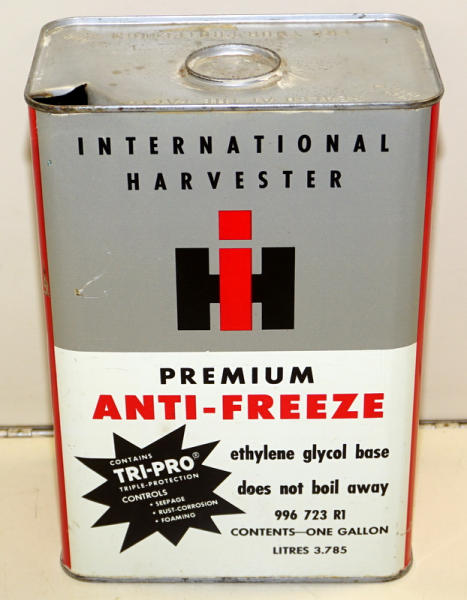 INTERNATIONAL
HARVESTER
IH
PREMIUM
ANTI-FREEZE
CONTAINS
TRI-PRO®
TRIPLE-PROTECTION
CONTROLS
• SEEPAGE
• RUST-CORROSION
• FOAMING
ethylene glycol base
does not boil away
996 723 R1
CONTENTS—ONE GALLON
LITRES 3.785